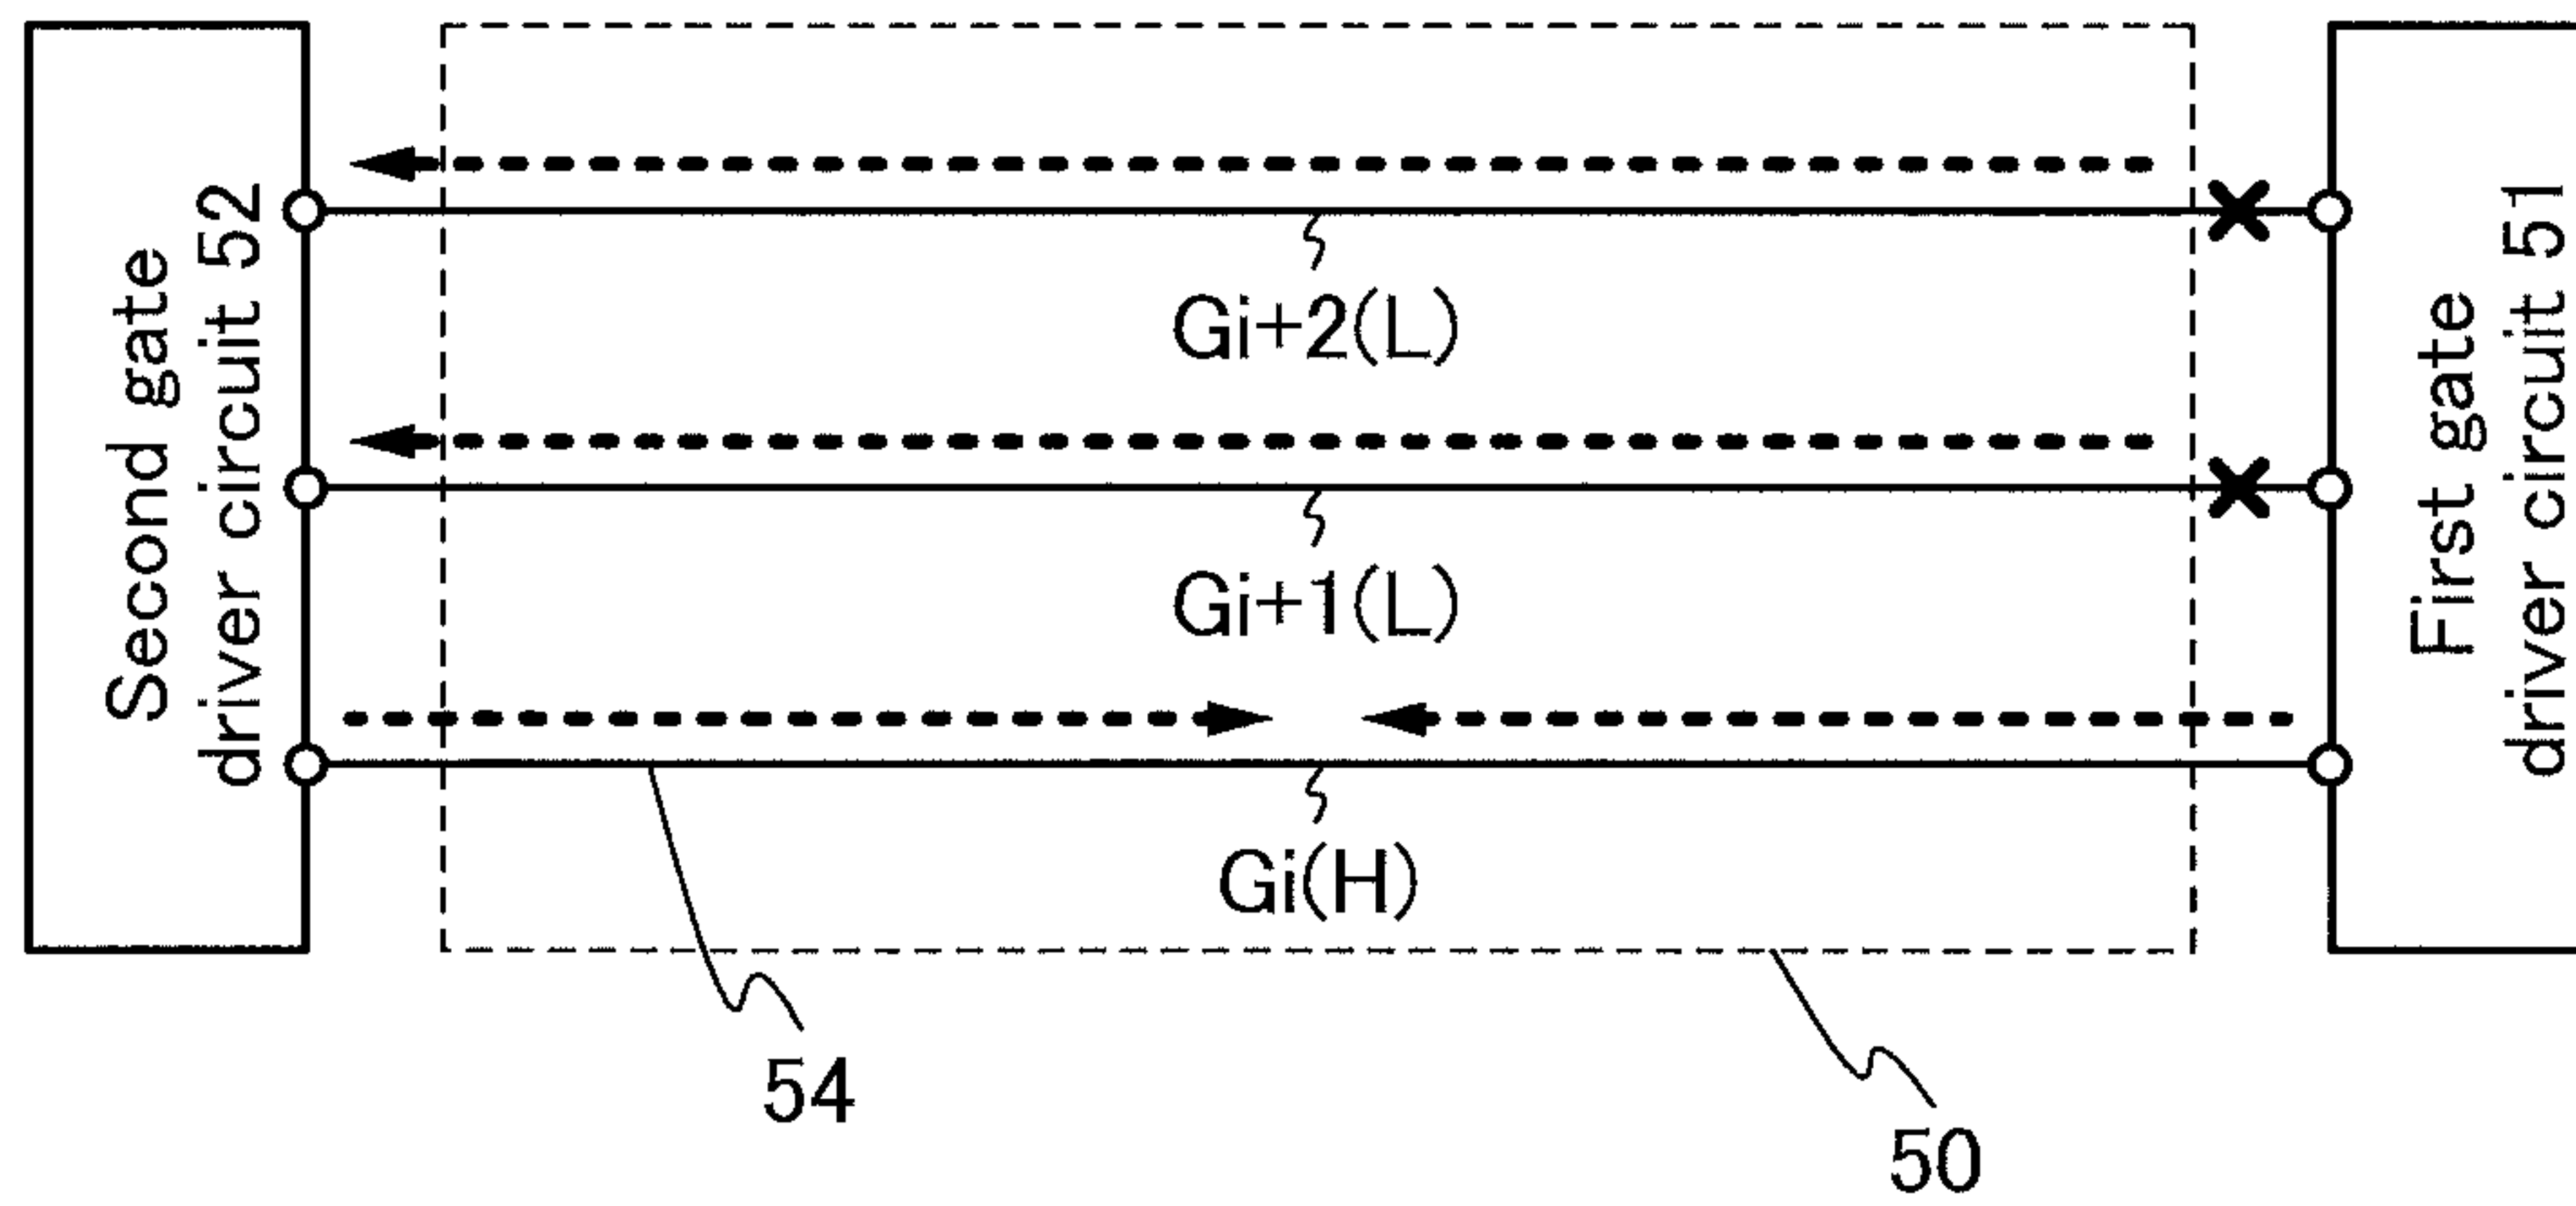 Second gate
driver circuit 52
Gi+2(L)
Gi+1(L)
Gi(H)
First gate
driver circuit 51
54
50